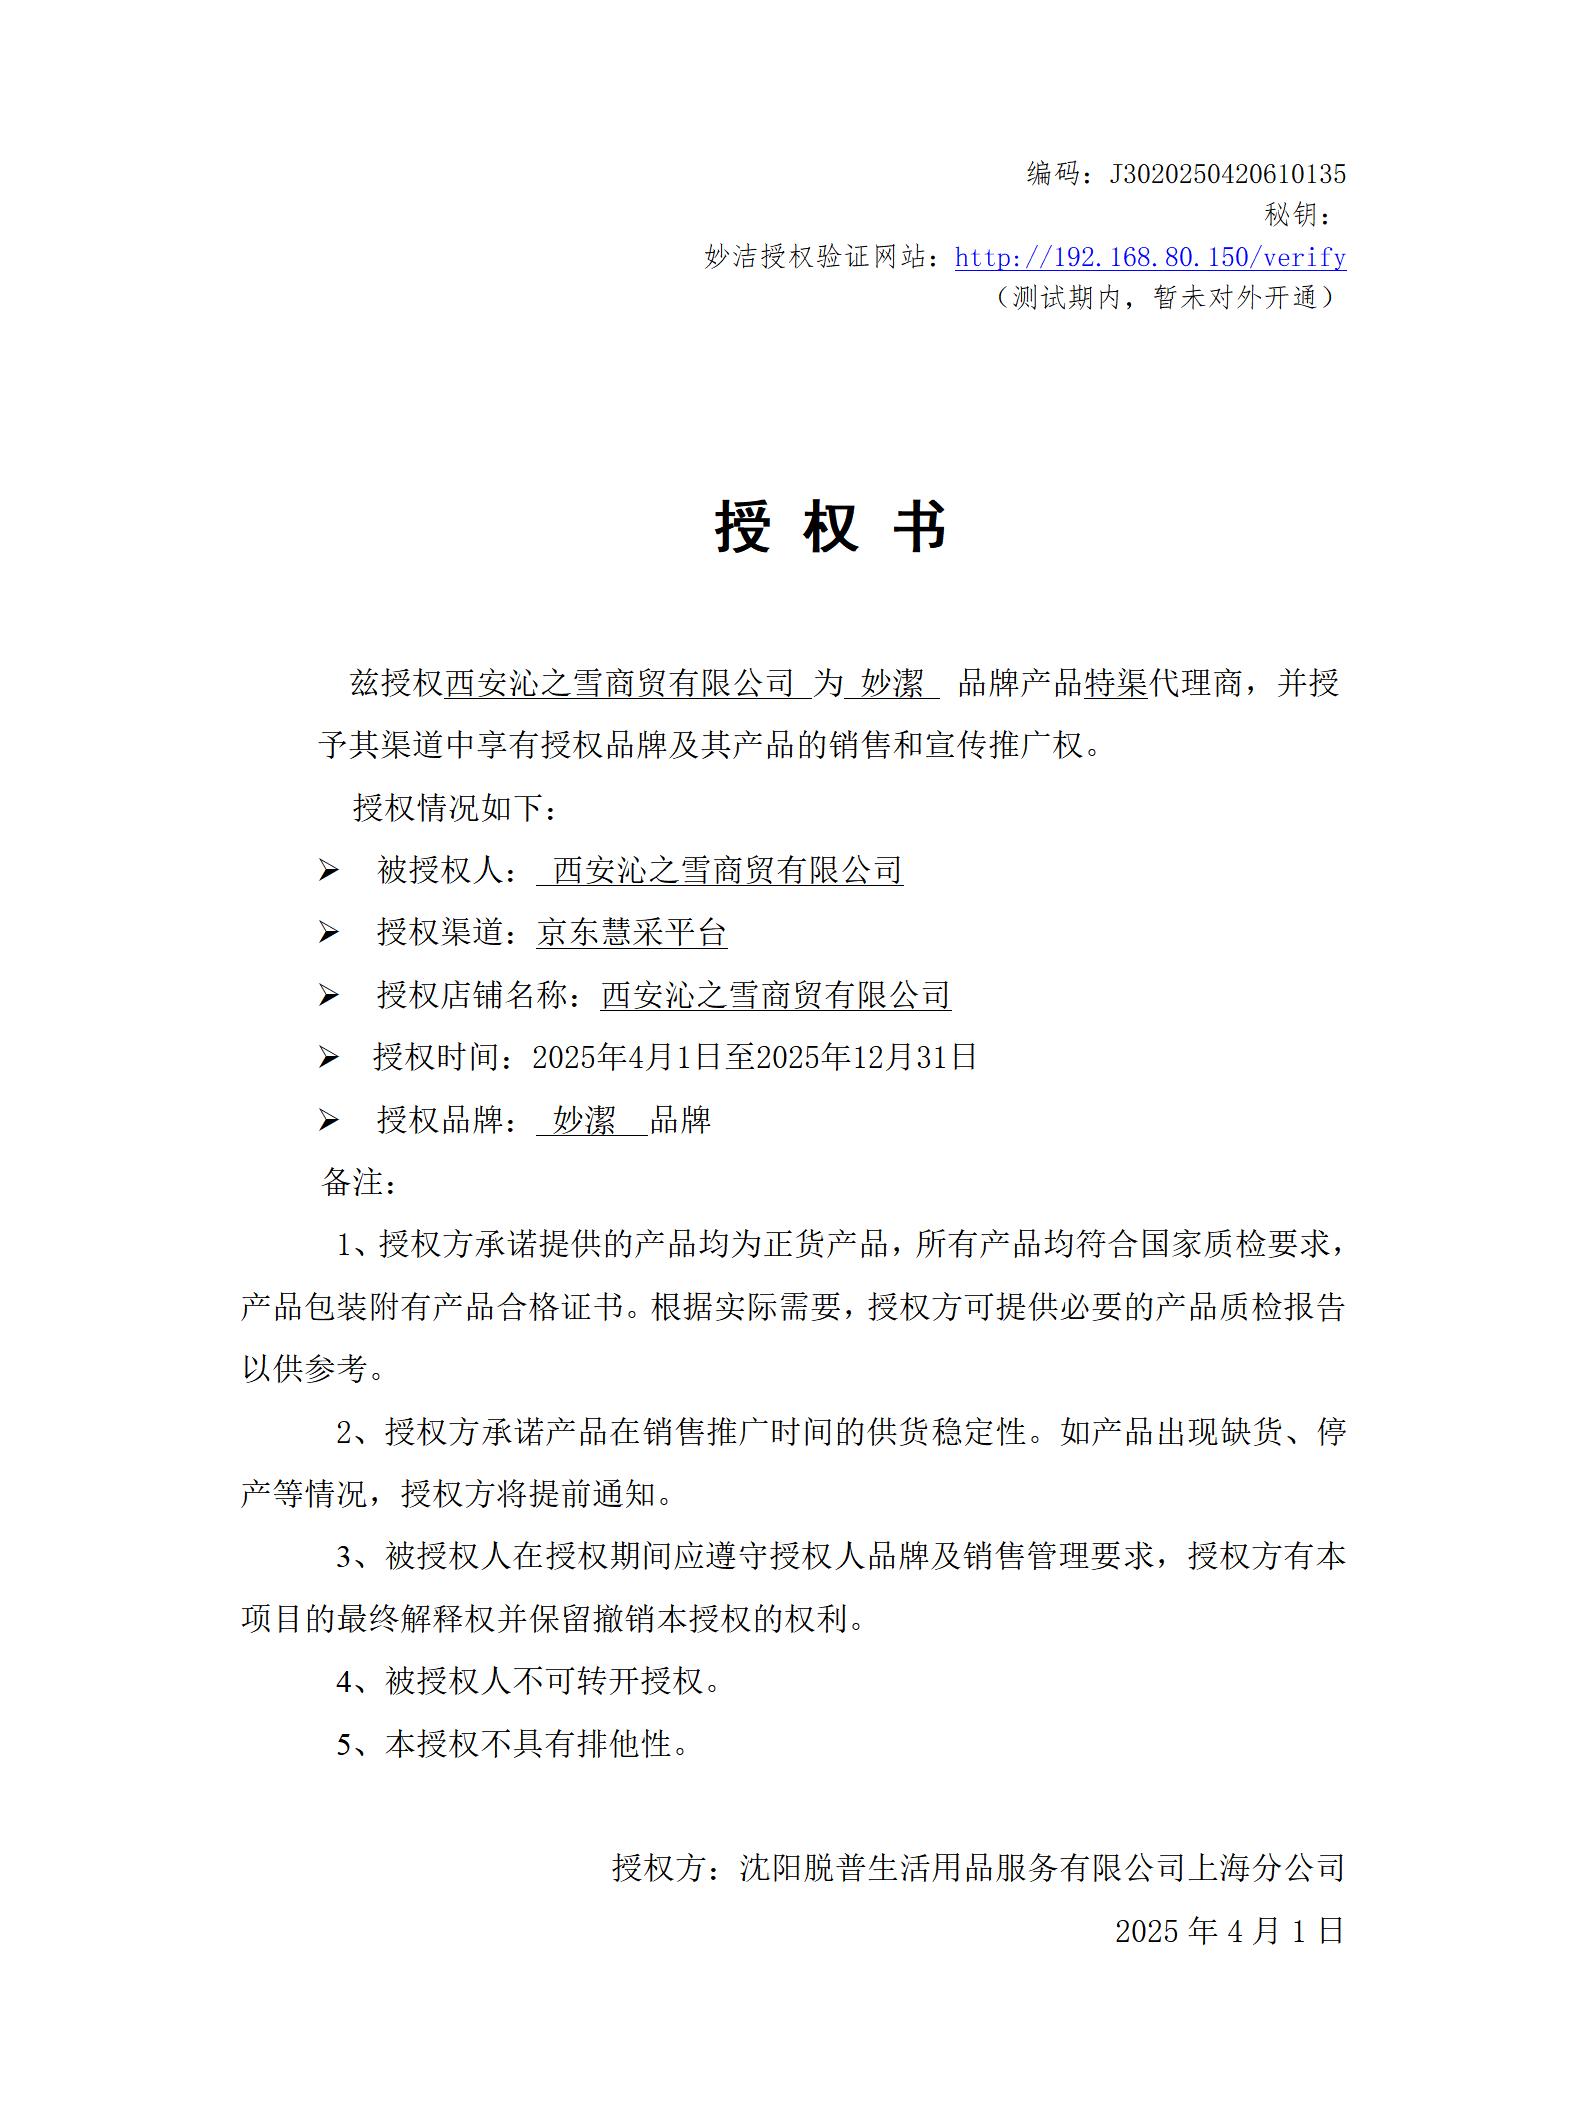 编码：J3020250420610135
秘钥：
妙洁授权验证网站：http://192.168.80.150/verify
（测试期内，暂未对外开通）
授 权 书
兹授权西安沁之雪商贸有限公司 为 妙潔  品牌产品特渠代理商，并授
予其渠道中享有授权品牌及其产品的销售和宣传推广权。
授权情况如下：
➢ 被授权人： 西安沁之雪商贸有限公司
➢ 授权渠道：京东慧采平台
➢ 授权店铺名称：西安沁之雪商贸有限公司
➢ 授权时间：2025年4月1日至2025年12月31日
➢ 授权品牌： 妙潔  品牌
备注：
1、授权方承诺提供的产品均为正货产品，所有产品均符合国家质检要求，
产品包装附有产品合格证书。根据实际需要，授权方可提供必要的产品质检报告
以供参考。
2、授权方承诺产品在销售推广时间的供货稳定性。如产品出现缺货、停
产等情况，授权方将提前通知。
3、被授权人在授权期间应遵守授权人品牌及销售管理要求，授权方有本
项目的最终解释权并保留撤销本授权的权利。
4、被授权人不可转开授权。
5、本授权不具有排他性。
授权方：沈阳脱普生活用品服务有限公司上海分公司
2025 年 4 月 1 日